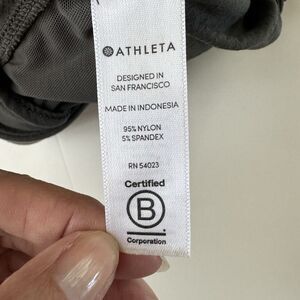 ATHLETA
DESIGNED IN
SAN FRANCISCO
MADE IN INDONESIA
95% NYLON
5% SPANDEX
RN 54023
Certified
B
Corporation